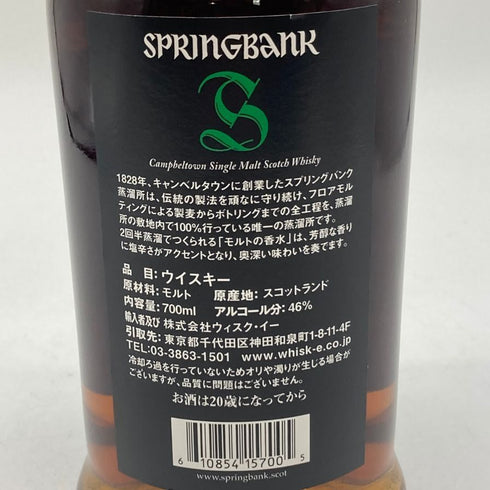 SPRINGBANK
S
Campbeltown Single Malt Scotch Whisky
1828年、キャンベルタウンに創業したスプリングバンク
蒸溜所は、伝統の製法を頑なに守り続け、フロアモル
ティングによる製麦からボトリングまでの全工程を、蒸溜
所の敷地内で100%行っている唯一の蒸溜所です。
2回半蒸溜でつくられる「モルトの香水」は、芳醇な香り
に塩辛さがアクセントとなり、奥深い味わいを奏でます。
品 目：ウイスキー
原材料：モルト 原産地：スコットランド
内容量：700ml アルコール分：46%
輸入者及び 株式会社ウィスク・イー
引取先：東京都千代田区神田和泉町1-8-11-4F
TEL：03-3863-1501 www.whisk-e.co.jp
冷却ろ過を行っていないためオリや濁りが生じる場合が
ございますが、品質に問題はございません。
お酒は20歳になってから
6 10854 15700 5
www.springbank.scot